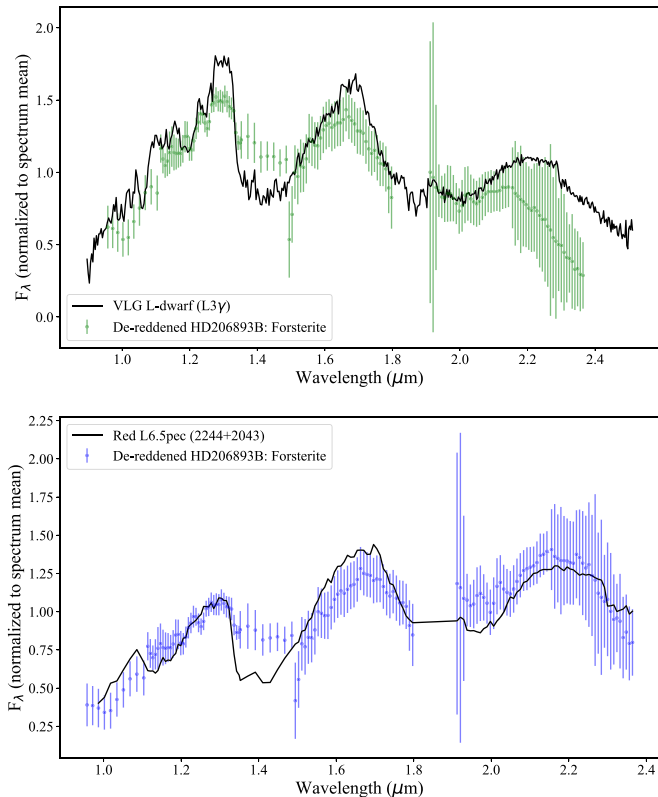 2.0
1.5
1.0
0.5
0.0
F_λ (normalized to spectrum mean)
VLG L-dwarf (L3γ)
De-reddened HD206893B: Forsterite
1.0 1.2 1.4 1.6 1.8 2.0 2.2 2.4
Wavelength (μm)
2.25
2.00
1.75
1.50
1.25
1.00
0.75
0.50
0.25
F_λ (normalized to spectrum mean)
Red L6.5pec (2244+2043)
De-reddened HD206893B: Forsterite
1.0 1.2 1.4 1.6 1.8 2.0 2.2 2.4
Wavelength (μm)